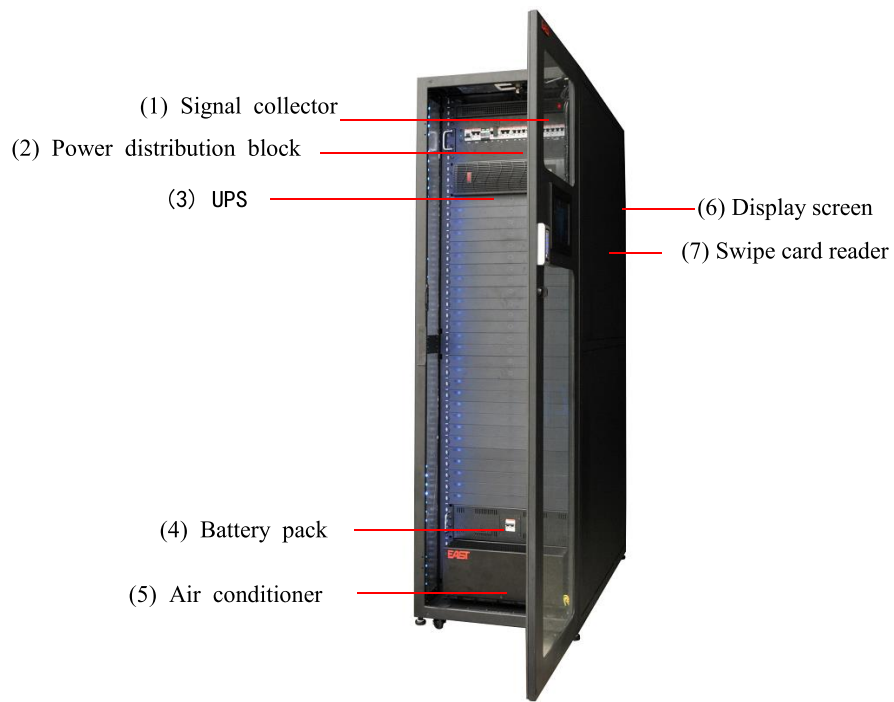 EAST
(1) Signal collector
(2) Power distribution block
(3) UPS
(6) Display screen
(7) Swipe card reader
(4) Battery pack
EAST
(5) Air conditioner